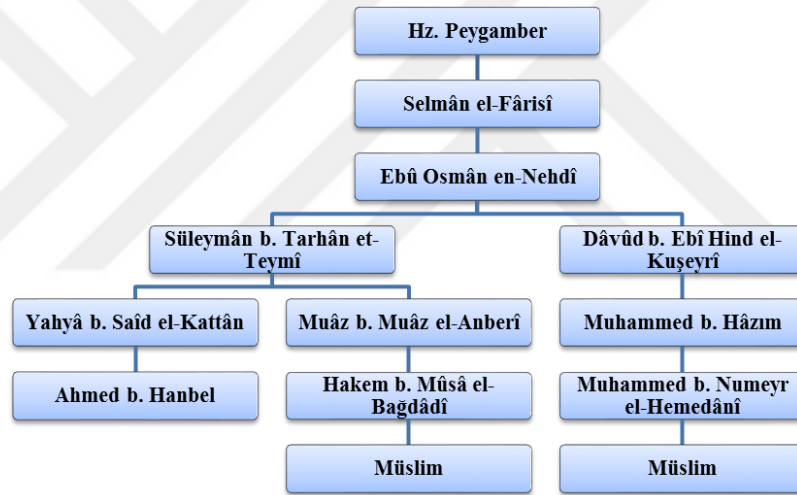 Hz. Peygamber
Selmân el-Fârisî
Ebû Osmân en-Nehdî
Süleymân b. Tarhân et-
Teymî
Dâvûd b. Ebî Hind el-
Kuşeyrî
Yahyâ b. Saîd el-Kattân
Muâz b. Muâz el-Anberî
Muhammed b. Hâzım
Ahmed b. Hanbel
Hakem b. Mûsâ el-
Bağdâdî
Muhammed b. Numeyr
el-Hemedânî
Müslim
Müslim